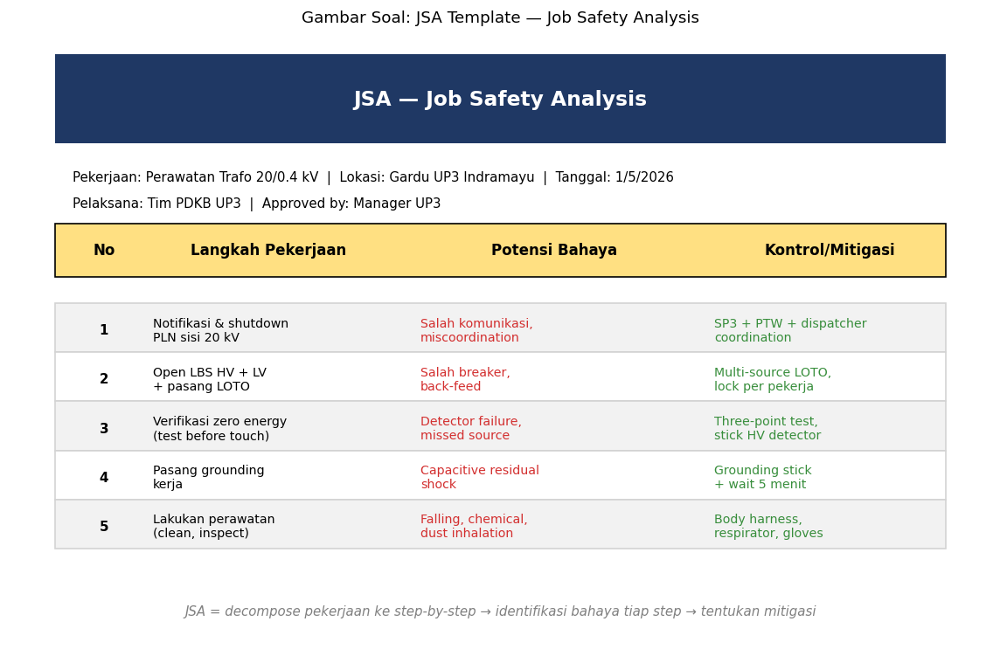 Gambar Soal: JSA Template — Job Safety Analysis
JSA — Job Safety Analysis
Pekerjaan: Perawatan Trafo 20/0.4 kV | Lokasi: Gardu UP3 Indramayu | Tanggal: 1/5/2026
Pelaksana: Tim PDKB UP3 | Approved by: Manager UP3
No Langkah Pekerjaan Potensi Bahaya Kontrol/Mitigasi
1 Notifikasi & shutdown Salah komunikasi, SP3 + PTW + dispatcher
PLN sisi 20 kV miscoordination coordination
2 Open LBS HV + LV Salah breaker, Multi-source LOTO,
+ pasang LOTO back-feed lock per pekerja
3 Verifikasi zero energy Detector failure, Three-point test,
(test before touch) missed source stick HV detector
4 Pasang grounding Capacitive residual Grounding stick
kerja shock + wait 5 menit
5 Lakukan perawatan Falling, chemical, Body harness,
(clean, inspect) dust inhalation respirator, gloves
JSA = decompose pekerjaan ke step-by-step → identifikasi bahaya tiap step → tentukan mitigasi